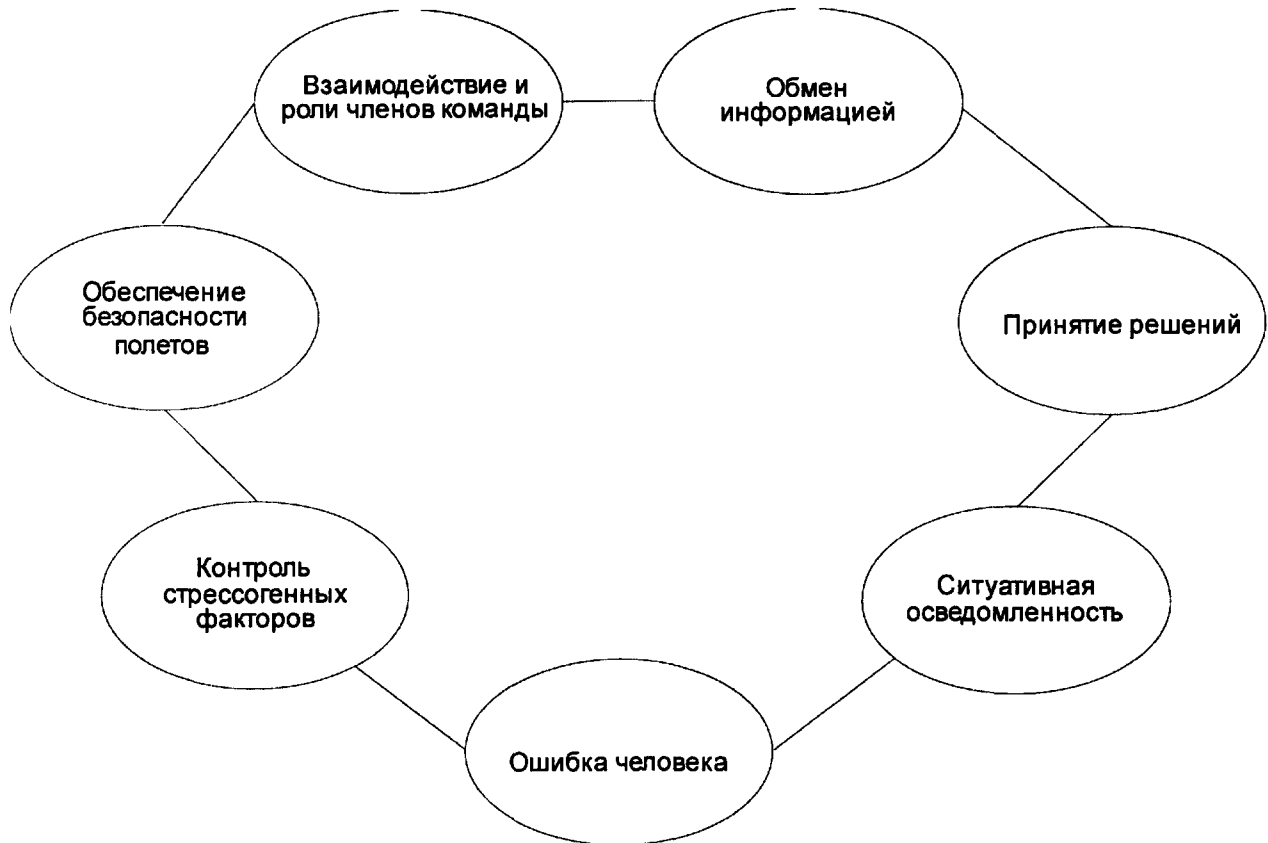 Взаимодействие и
роли членов команды
Обмен
информацией
Обеспечение
безопасности
полетов
Принятие решений
Контроль
стрессогенных
факторов
Ситуативная
осведомленность
Ошибка человека